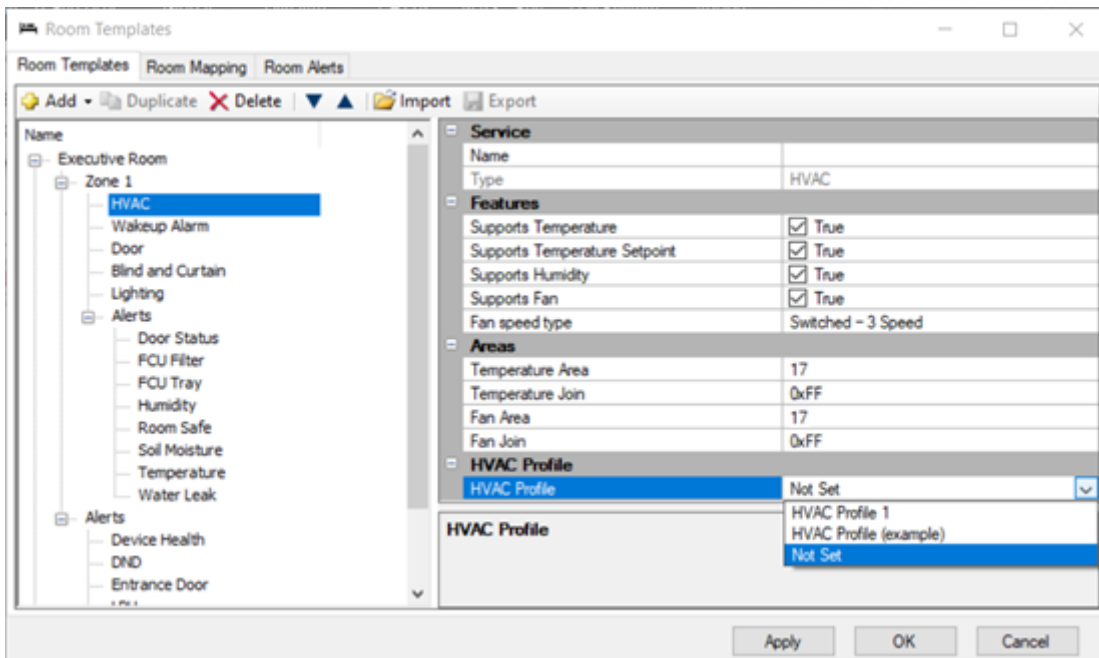 Room Templates
Room Templates Room Mapping Room Alerts
Add Duplicate Delete Import Export
Name
Executive Room
Zone 1
HVAC
Wakeup Alarm
Door
Blind and Curtain
Lighting
Alerts
Door Status
FCU Filter
FCU Tray
Humidity
Room Safe
Soil Moisture
Temperature
Water Leak
Alerts
Device Health
DND
Entrance Door
Service
Name
Type HVAC
Features
Supports Temperature True
Supports Temperature Setpoint True
Supports Humidity True
Supports Fan True
Fan speed type Switched - 3 Speed
Areas
Temperature Area 17
Temperature Join 0xFF
Fan Area 17
Fan Join 0xFF
HVAC Profile
HVAC Profile Not Set
HVAC Profile 1
HVAC Profile (example)
Not Set
HVAC Profile
Apply OK Cancel